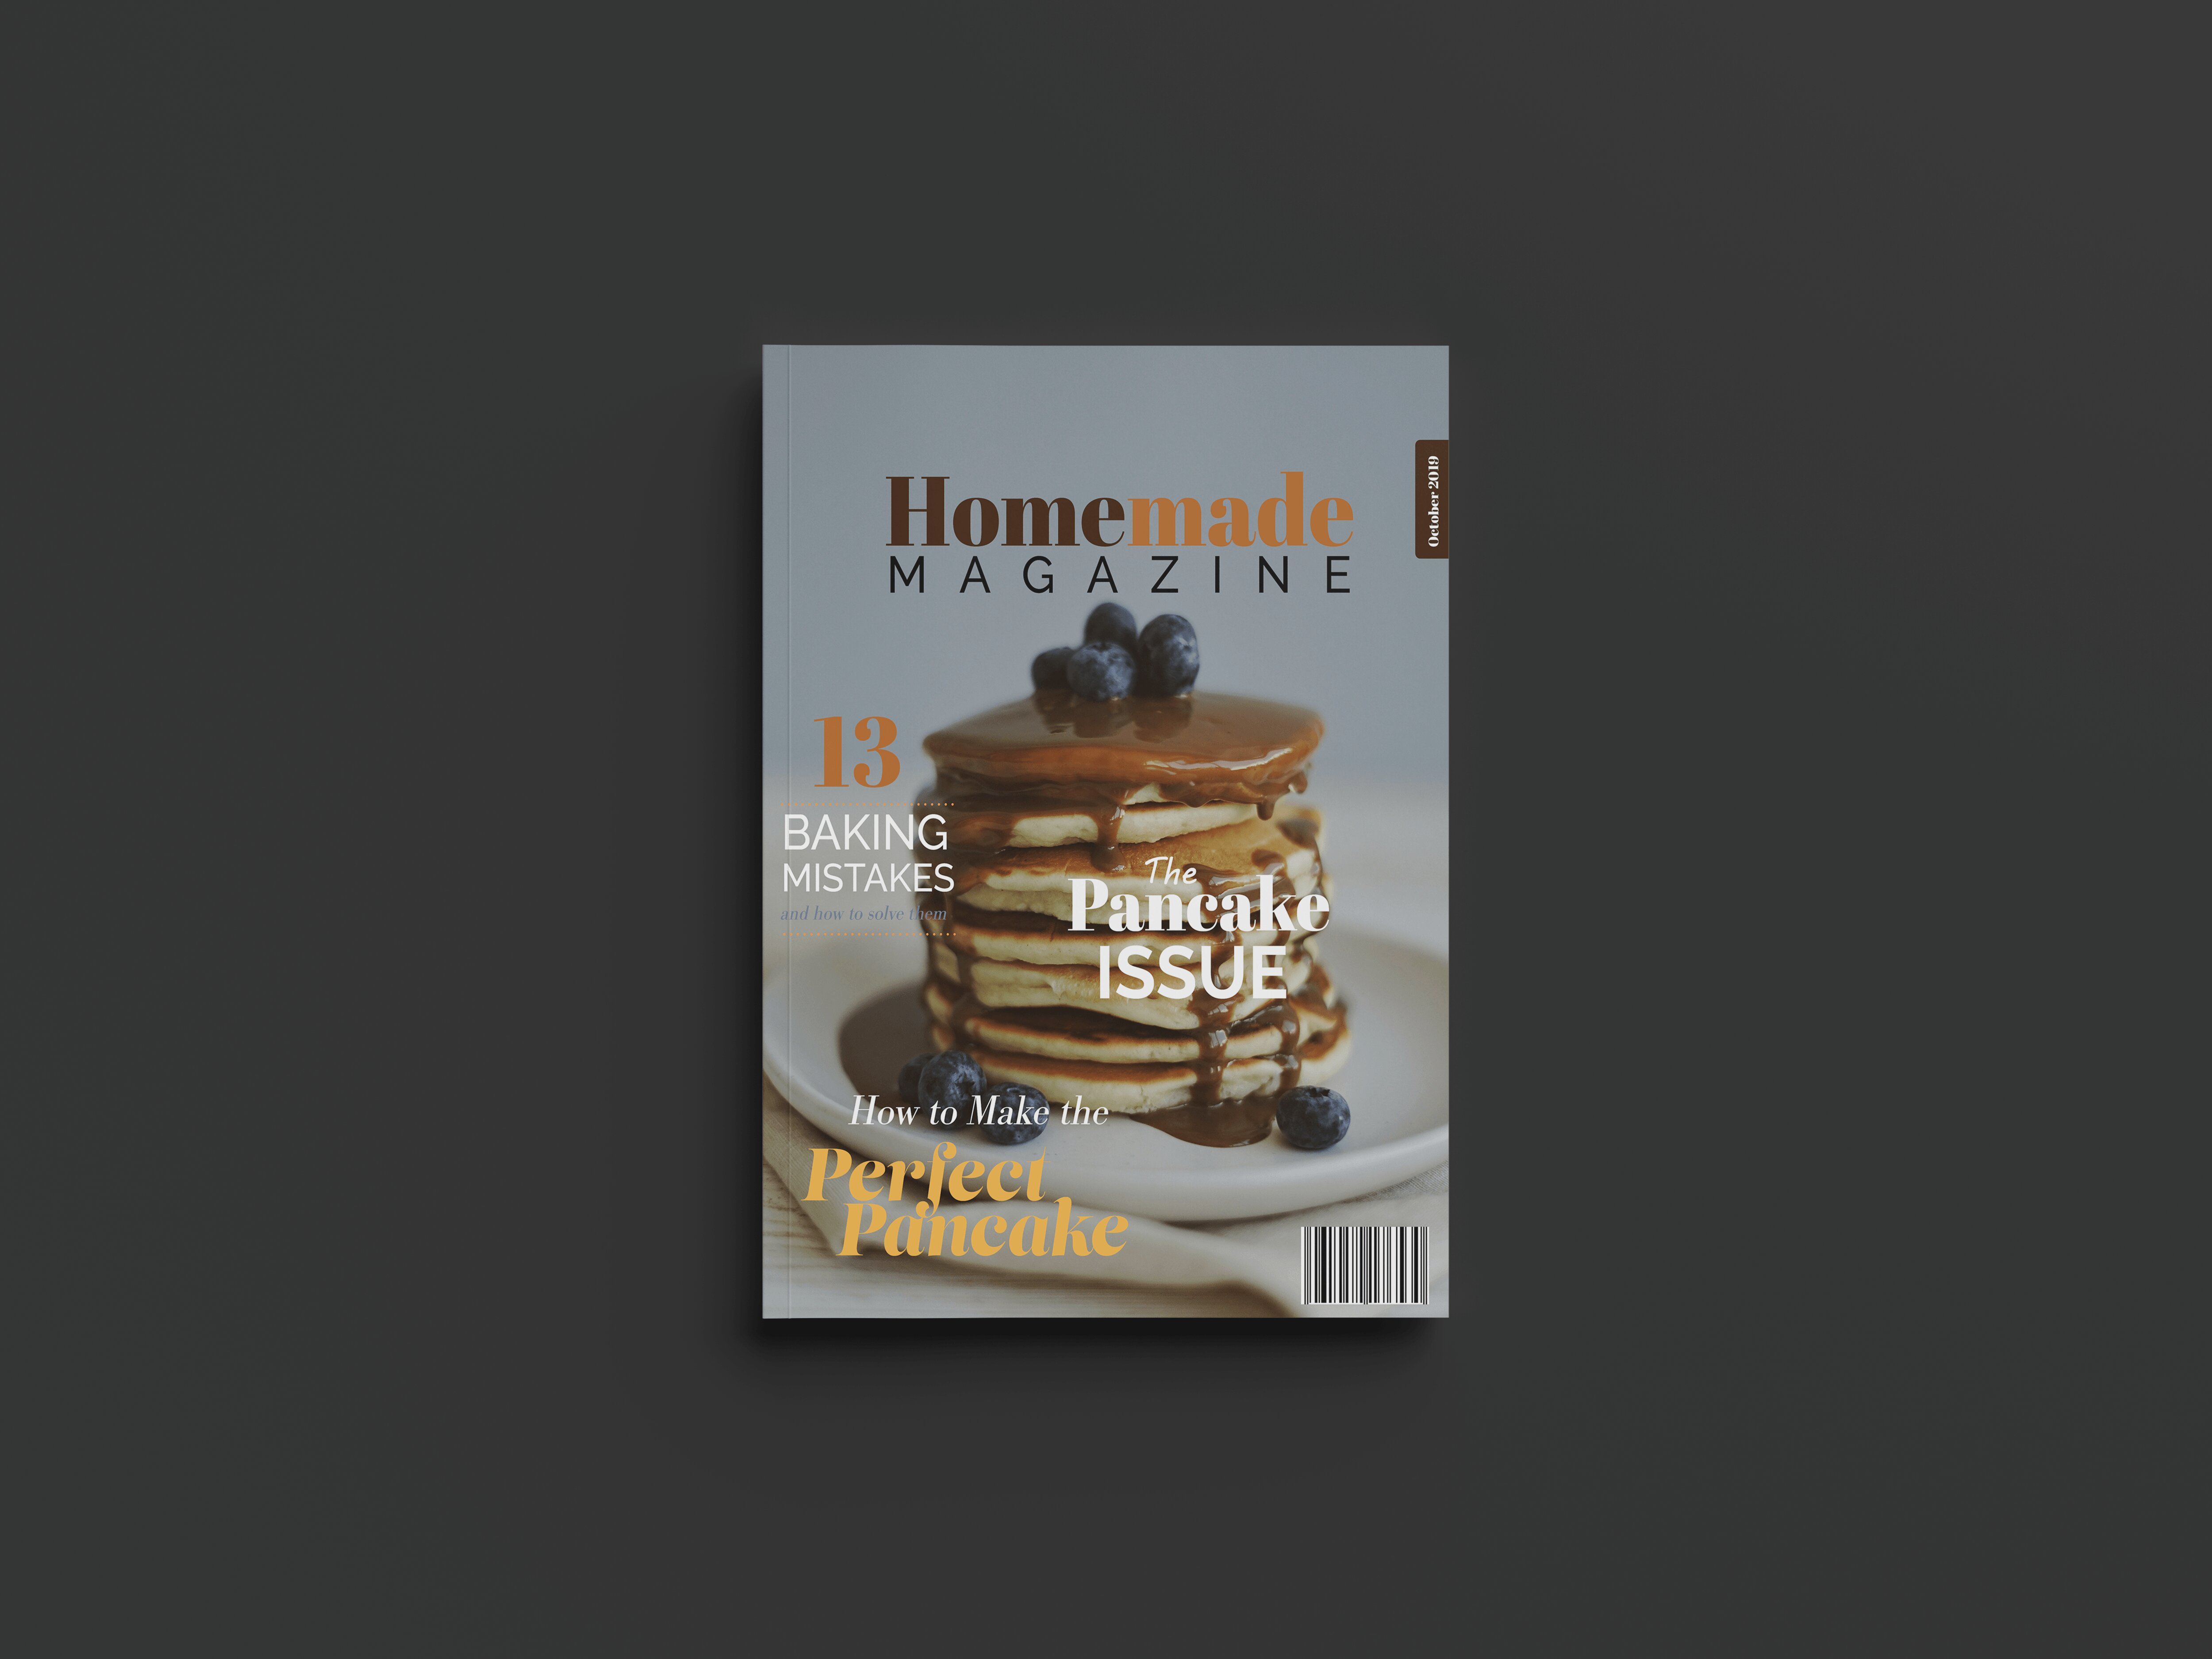 Homemade
MAGAZINE
October 2019
13
BAKING
MISTAKES
and how to solve them
The
Pancake
ISSUE
How to Make the
Perfect
Pancake